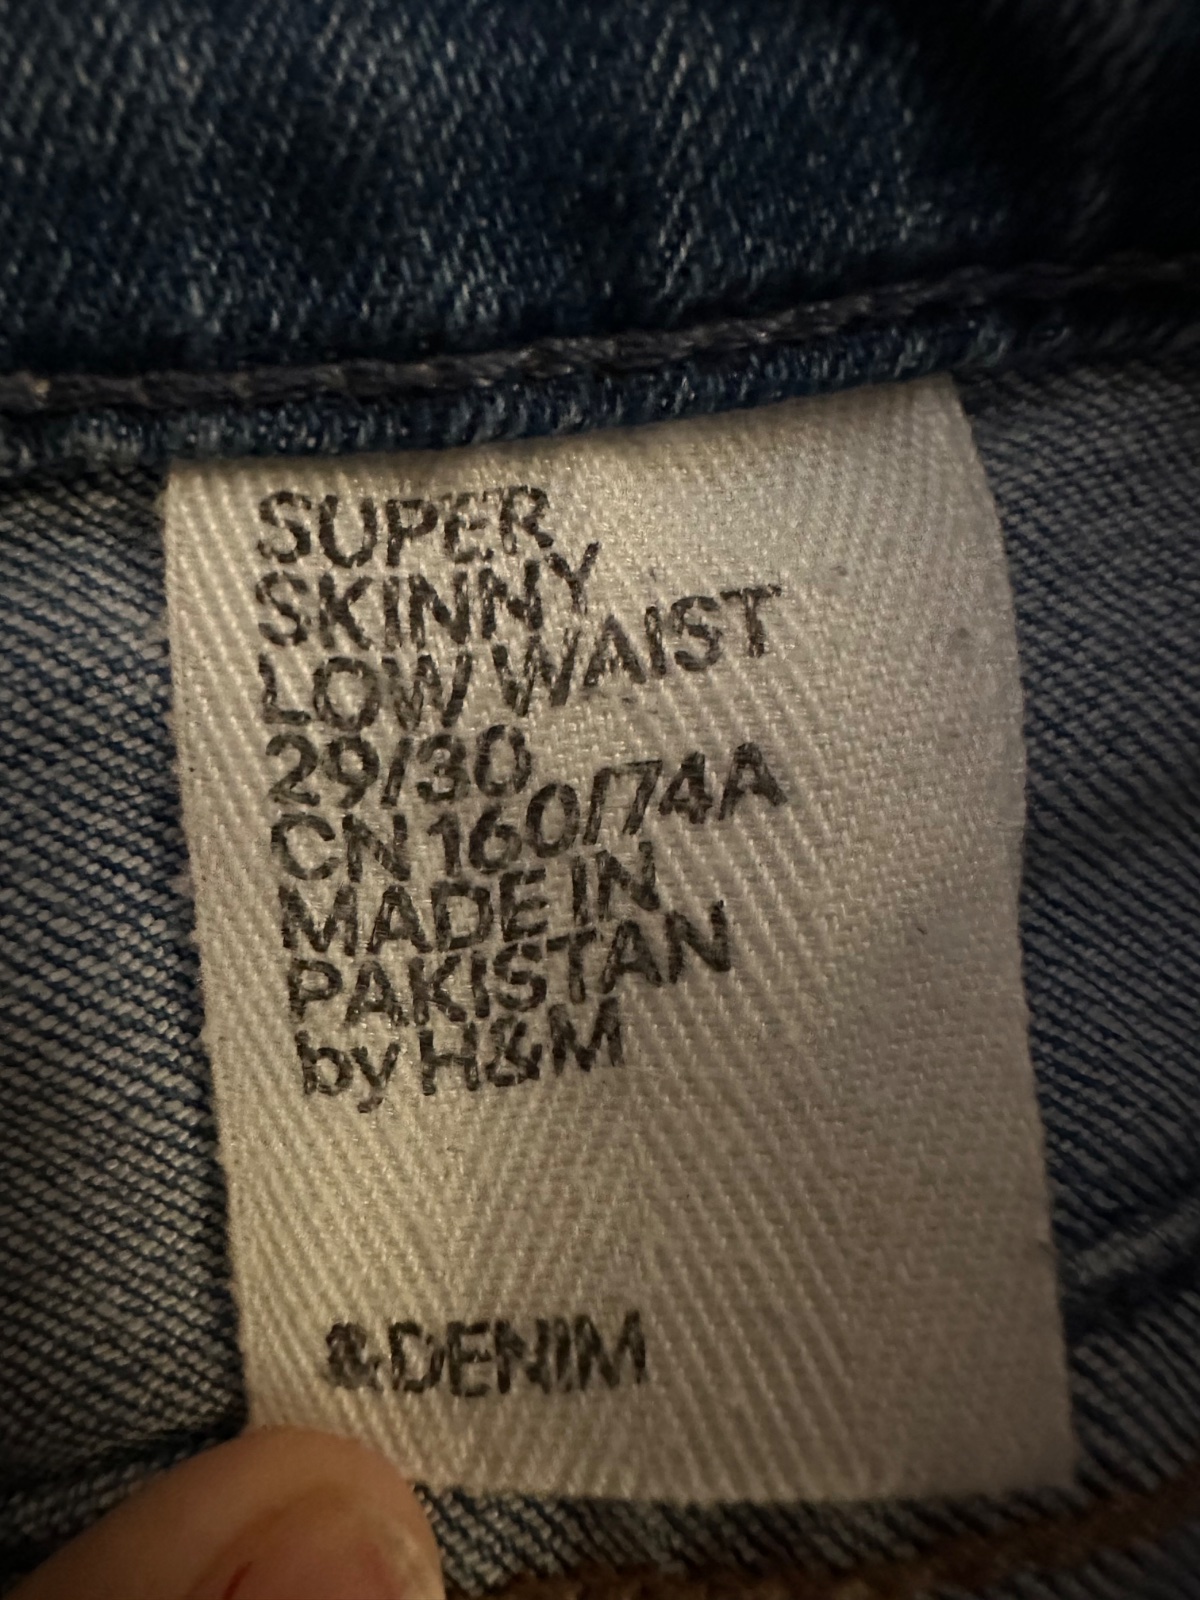 SUPER
SKINNY
LOW WAIST
29/30
CN 160/74A
MADE IN
PAKISTAN
by H&M
&DENIM